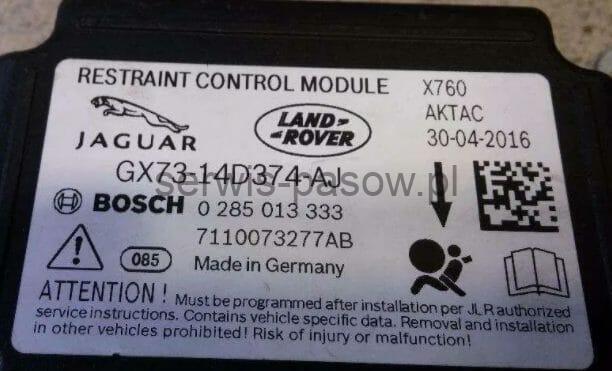 RESTRAINT CONTROL MODULE X760
JAGUAR LAND-ROVER AKTAC
30-04-2016
GX73-14D374-AJ
serwis-pasow.pl
BOSCH 0 285 013 333
7110073277AB
085 Made in Germany
ATTENTION ! Must be programmed after installation per JLR authorized
service instructions. Contains vehicle specific data. Removal and installation
in other vehicles prohibited! Risk of injury or malfunction!